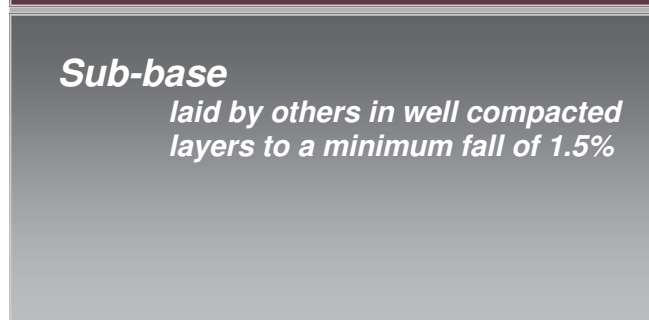 Sub-base
laid by others in well compacted
layers to a minimum fall of 1.5%